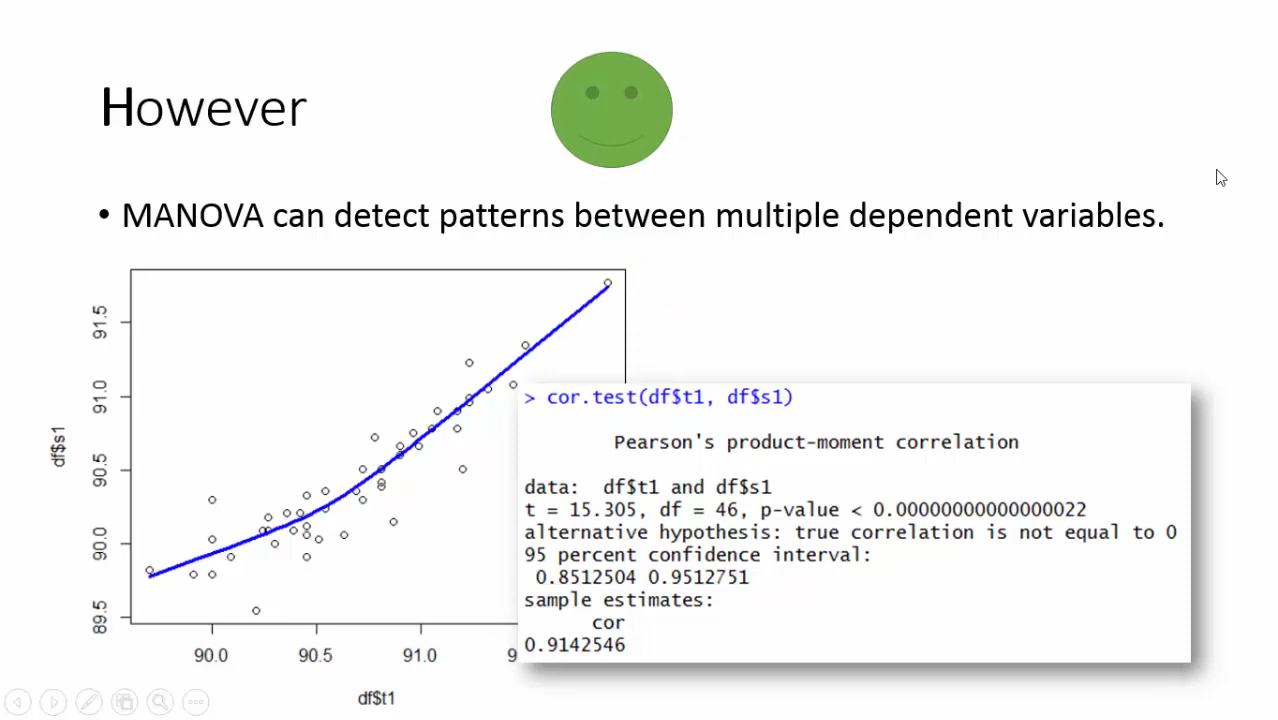 However
• MANOVA can detect patterns between multiple dependent variables.
91.5
91.0
90.5
90.0
89.5
df$s1
90.0 90.5 91.0
df$t1
> cor.test(df$t1, df$s1)
Pearson's product-moment correlation
data: df$t1 and df$s1
t = 15.305, df = 46, p-value < 0.00000000000000022
alternative hypothesis: true correlation is not equal to 0
95 percent confidence interval:
0.8512504 0.9512751
sample estimates:
cor
0.9142546